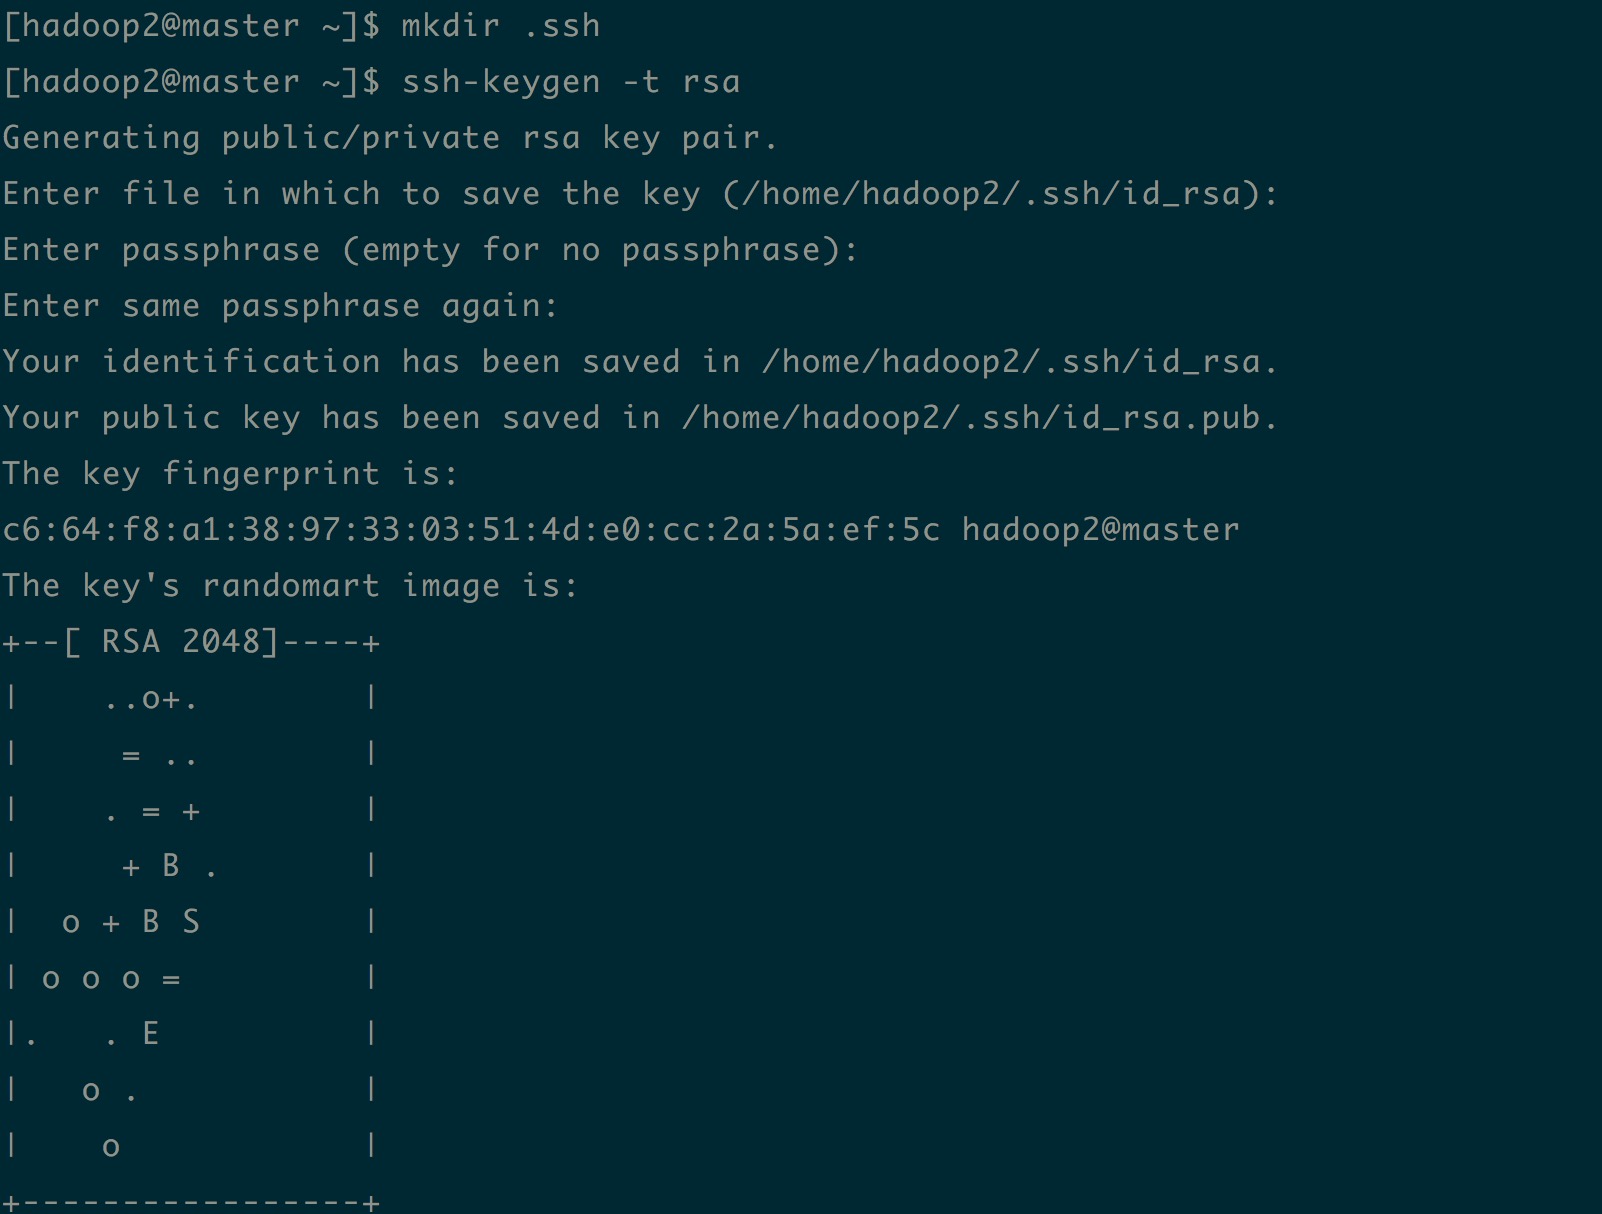 [hadoop2@master ~]$ mkdir .ssh
[hadoop2@master ~]$ ssh-keygen -t rsa
Generating public/private rsa key pair.
Enter file in which to save the key (/home/hadoop2/.ssh/id_rsa):
Enter passphrase (empty for no passphrase):
Enter same passphrase again:
Your identification has been saved in /home/hadoop2/.ssh/id_rsa.
Your public key has been saved in /home/hadoop2/.ssh/id_rsa.pub.
The key fingerprint is:
c6:64:f8:a1:38:97:33:03:51:4d:e0:cc:2a:5a:ef:5c hadoop2@master
The key's randomart image is:
+--[ RSA 2048]----+
|    ..o+.        |
|     = ..        |
|    . = +        |
|     + B .       |
|  o + B S        |
| o o o =         |
|.   . E          |
|   o .           |
|    o            |
+-----------------+